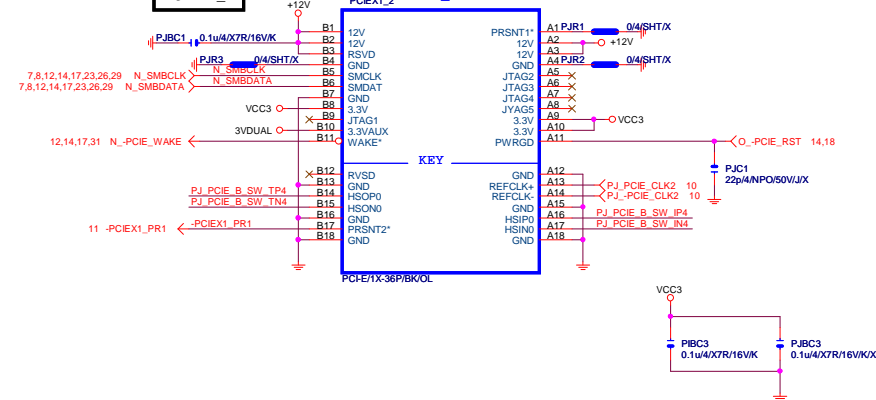 PCIEX1_2
+12V
PJBC1 0.1u/4/X7R/16V/K
B1 12V
B2 12V
B3 RSVD
PJR3 0/4/SHT/X
B4 GND
7,8,12,14,17,23,26,29 N_SMBCLK
N_SMBCLK
B5 SMCLK
7,8,12,14,17,23,26,29 N_SMBDATA
N_SMBDATA
B6 SMDAT
B7 GND
VCC3
B8 3.3V
B9 JTAG1
3VDUAL
B10 3.3VAUX
12,14,17,31 N_-PCIE_WAKE
B11 WAKE*
KEY
B12 RVSD
B13 GND
PJ_PCIE_B_SW_TP4
B14 HSOP0
PJ_PCIE_B_SW_TN4
B15 HSON0
B16 GND
11 -PCIEX1_PR1
-PCIEX1_PR1
B17 PRSNT2*
B18 GND
PRSNT1* A1 PJR1 0/4/SHT/X
12V A2 +12V
12V A3
GND A4 PJR2 0/4/SHT/X
JTAG2 A5
JTAG3 A6
JTAG4 A7
JYAG5 A8
3.3V A9 VCC3
3.3V A10
PWRGD A11 O_-PCIE_RST 14,18
PJC1
22p/4/NPO/50V/J/X
GND A12
REFCLK+ A13 PJ_PCIE_CLK2 10
REFCLK- A14 PJ_-PCIE_CLK2 10
GND A15
HSIP0 A16 PJ_PCIE_B_SW_IP4
HSIN0 A17 PJ_PCIE_B_SW_IN4
GND A18
PCI-E/1X-36P/BK/OL
VCC3
PIBC3
0.1u/4/X7R/16V/K
PJBC3
0.1u/4/X7R/16V/K/X